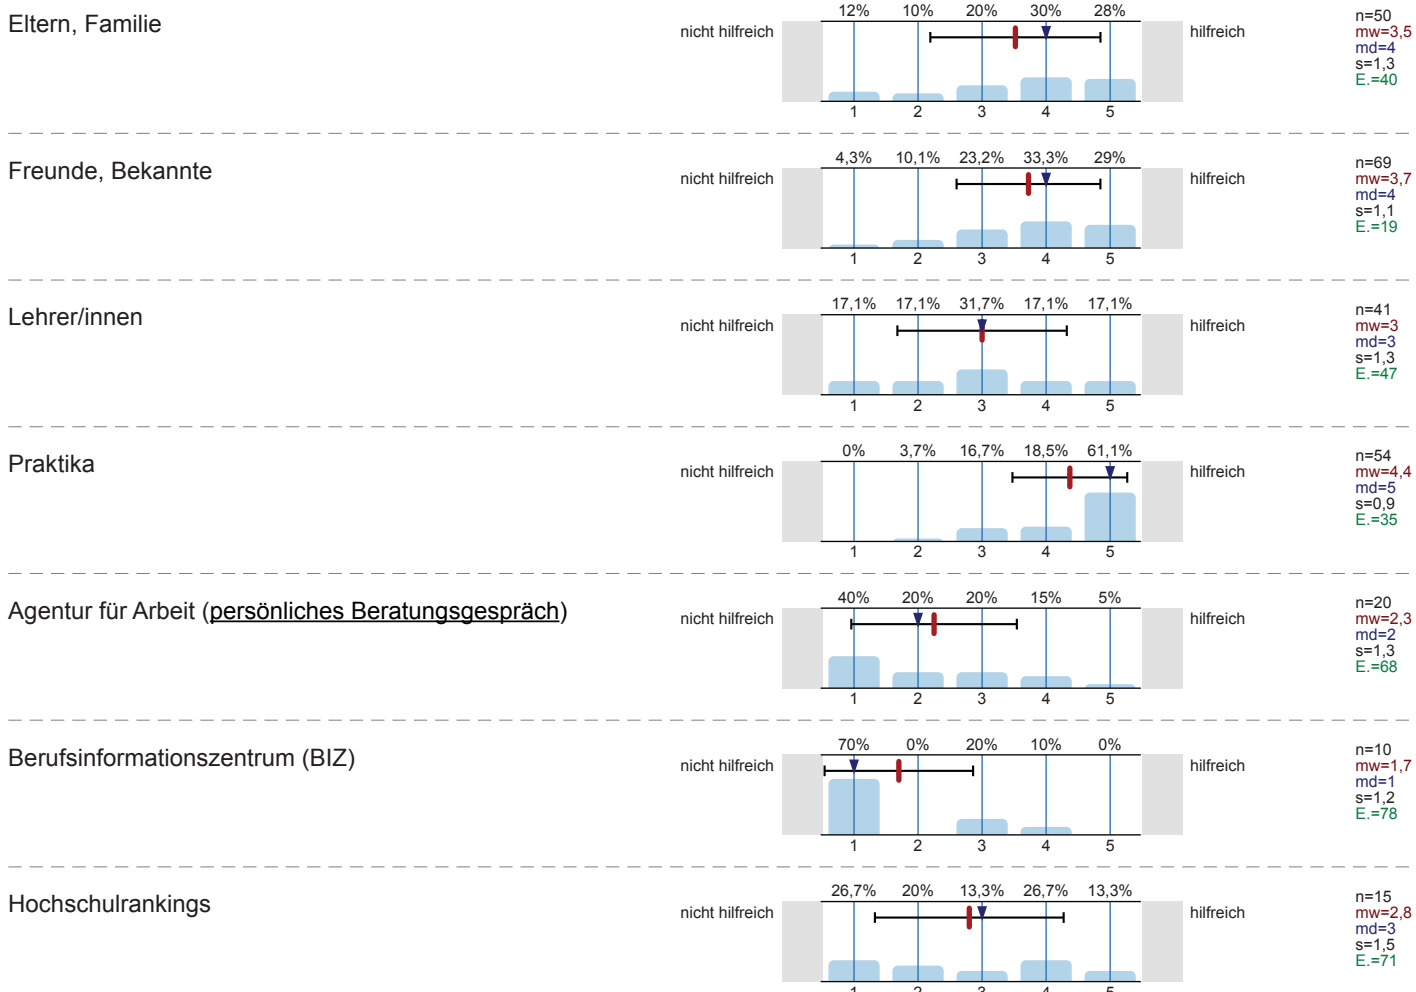 Eltern, Familie
nicht hilfreich
12% 10% 20% 30% 28%
1 2 3 4 5
hilfreich
n=50
mw=3,5
md=4
s=1,3
E.=40
Freunde, Bekannte
nicht hilfreich
4,3% 10,1% 23,2% 33,3% 29%
1 2 3 4 5
hilfreich
n=69
mw=3,7
md=4
s=1,1
E.=19
Lehrer/innen
nicht hilfreich
17,1% 17,1% 31,7% 17,1% 17,1%
1 2 3 4 5
hilfreich
n=41
mw=3
md=3
s=1,3
E.=47
Praktika
nicht hilfreich
0% 3,7% 16,7% 18,5% 61,1%
1 2 3 4 5
hilfreich
n=54
mw=4,4
md=5
s=0,9
E.=35
Agentur für Arbeit (persönliches Beratungsgespräch)
nicht hilfreich
40% 20% 20% 15% 5%
1 2 3 4 5
hilfreich
n=20
mw=2,3
md=2
s=1,3
E.=68
Berufsinformationszentrum (BIZ)
nicht hilfreich
70% 0% 20% 10% 0%
1 2 3 4 5
hilfreich
n=10
mw=1,7
md=1
s=1,2
E.=78
Hochschulrankings
nicht hilfreich
26,7% 20% 13,3% 26,7% 13,3%
1 2 3 4 5
hilfreich
n=15
mw=2,8
md=3
s=1,5
E.=71